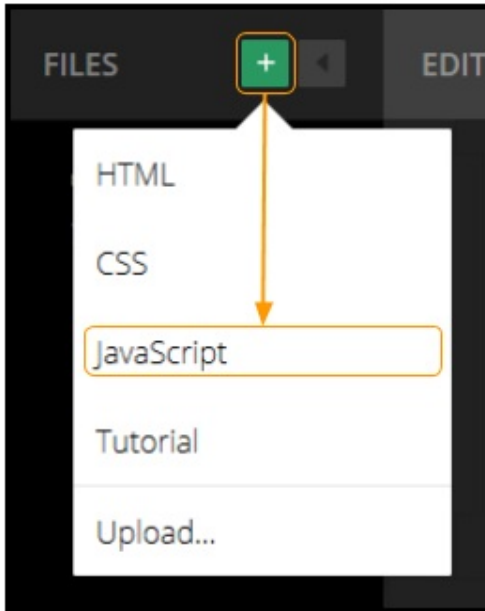 FILES + EDIT
HTML
CSS
JavaScript
Tutorial
Upload...